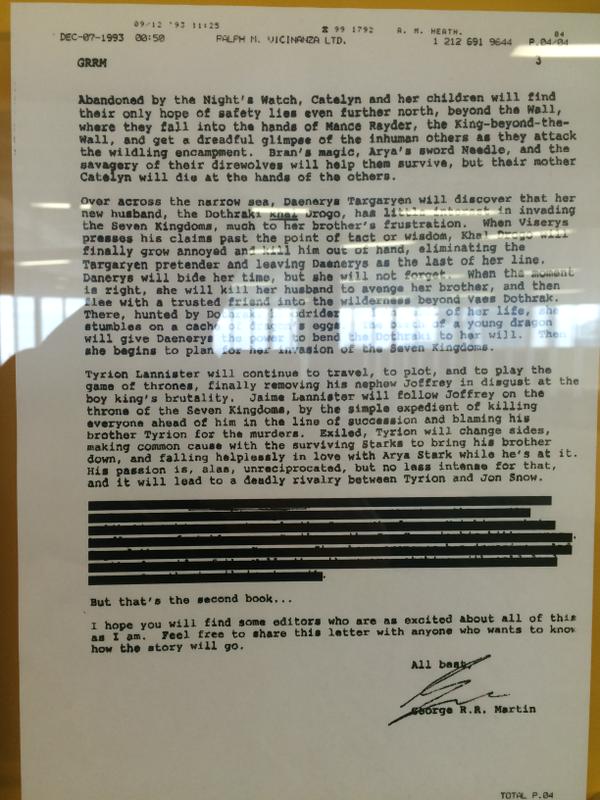 09/12 '93 11:25
☎ 99 1792
A. M. HEATH.
04
DEC-07-1993 00:50
RALPH M. VICINANZA LTD.
1 212 691 9644
P.04/04
GRRM
3
Abandoned by the Night's Watch, Catelyn and her children will find
their only hope of safety lies even further north, beyond the Wall,
where they fall into the hands of Mance Rayder, the King-beyond-the-
Wall, and get a dreadful glimpse of the inhuman others as they attack
the wildling encampment. Bran's magic, Arya's sword Needle, and the
savagery of their direwolves will help them survive, but their mother
Catelyn will die at the hands of the others.
Over across the narrow sea, Daenerys Targaryen will discover that her
new husband, the Dothraki Khal Drogo, has little interest in invading
the Seven Kingdoms, much to her brother's frustration. When Viserys
presses his claims past the point of tact or wisdom, Khal Drogo will
finally grow annoyed and kill him out of hand, eliminating the
Targaryen pretender and leaving Daenerys as the last of her line.
Danerys will bide her time, but she will not forget. When the moment
is right, she will kill her husband to avenge her brother, and then
flee with a trusted friend into the wilderness beyond Vaes Dothrak.
There, hunted by of her life, she
stumbles on a cache of dragon's eggs of a young dragon
will give Daenerys the power to bend the Dothraki to her will. Then
she begins to plan for her invasion of the Seven Kingdoms.
Tyrion Lannister will continue to travel, to plot, and to play the
game of thrones, finally removing his nephew Joffrey in disgust at the
boy king's brutality. Jaime Lannister will follow Joffrey on the
throne of the Seven Kingdoms, by the simple expedient of killing
everyone ahead of him in the line of succession and blaming his
brother Tyrion for the murders. Exiled, Tyrion will change sides,
making common cause with the surviving Starks to bring his brother
down, and falling helplessly in love with Arya Stark while he's at it.
His passion is, alas, unreciprocated, but no less intense for that,
and it will lead to a deadly rivalry between Tyrion and Jon Snow.
But that's the second book...
I hope you will find some editors who are as excited about all of this
as I am. Feel free to share this letter with anyone who wants to know
how the story will go.
All best,
George R.R. Martin
TOTAL P.04